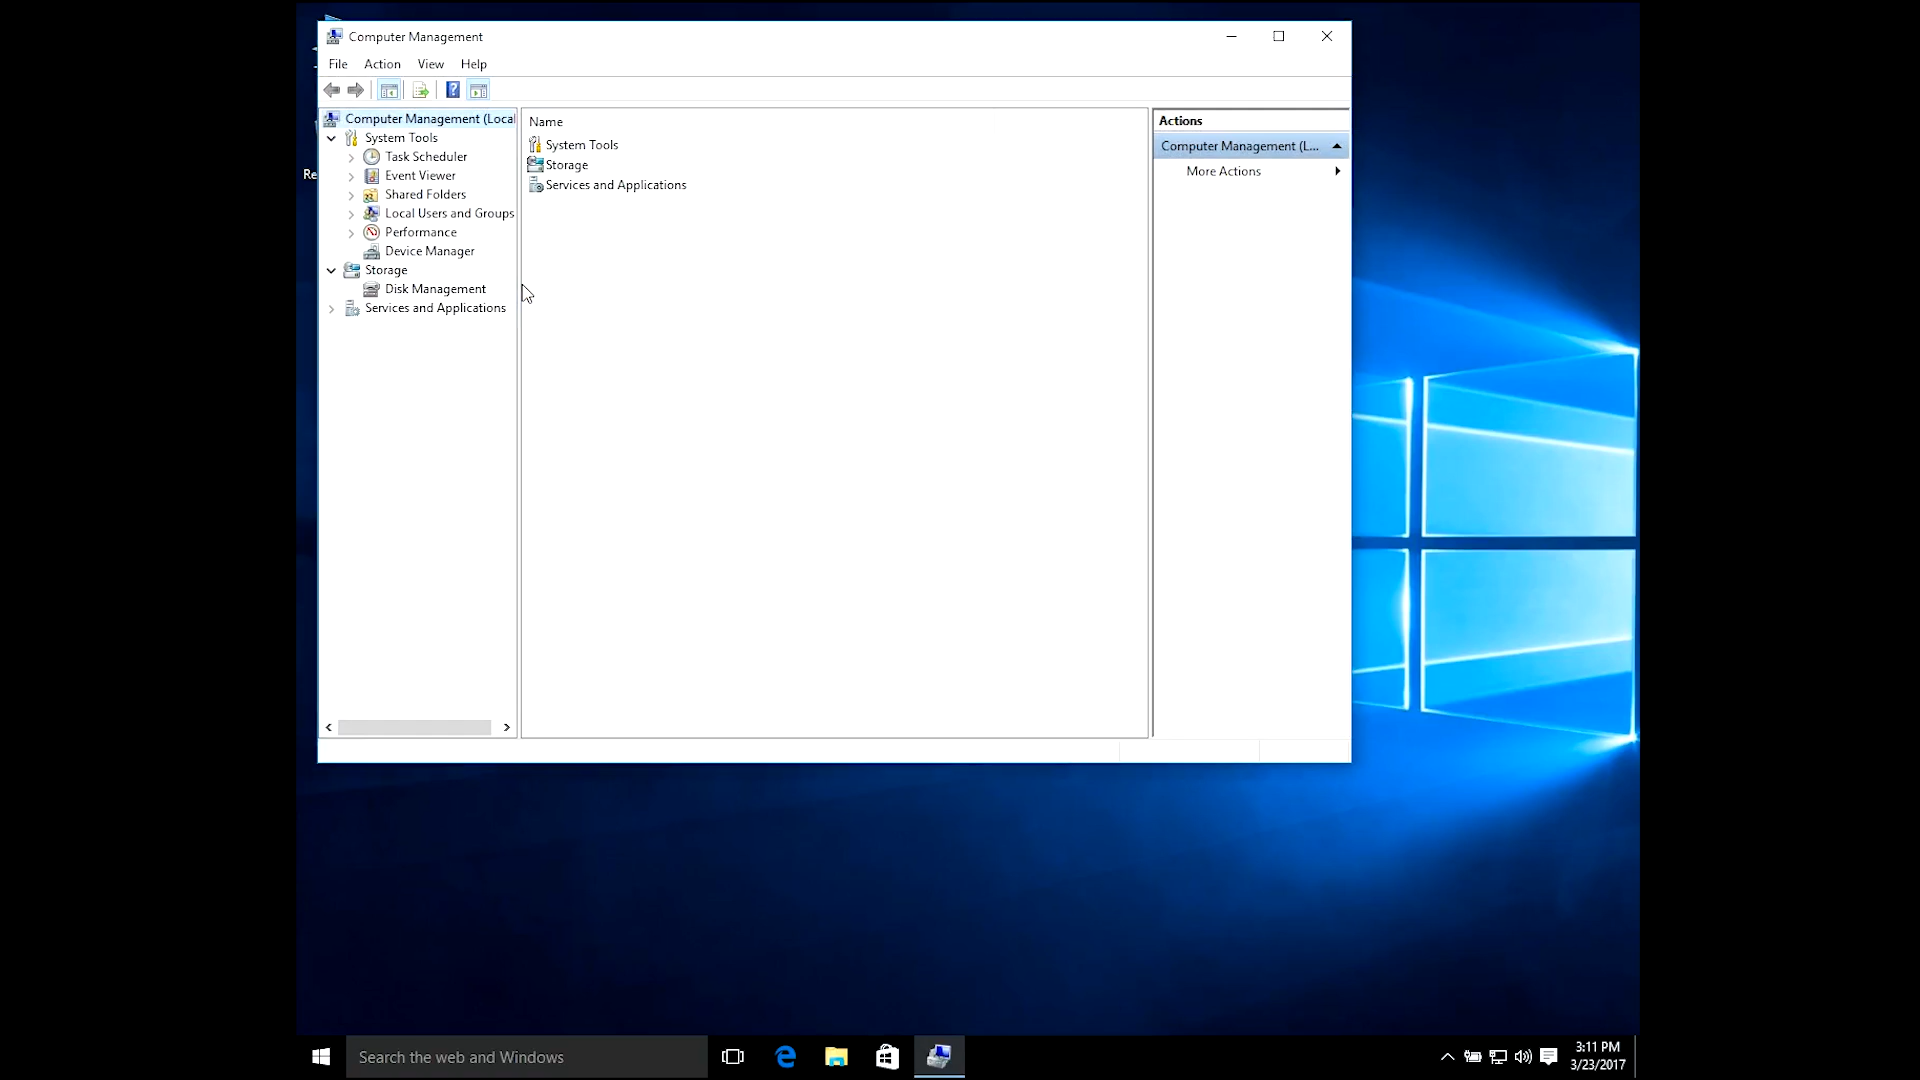 Computer Management
File Action View Help
Computer Management (Local
System Tools
Task Scheduler
Event Viewer
Shared Folders
Local Users and Groups
Performance
Device Manager
Storage
Disk Management
Services and Applications
Name
System Tools
Storage
Services and Applications
Actions
Computer Management (L...
More Actions
Re
Search the web and Windows
3:11 PM
3/23/2017